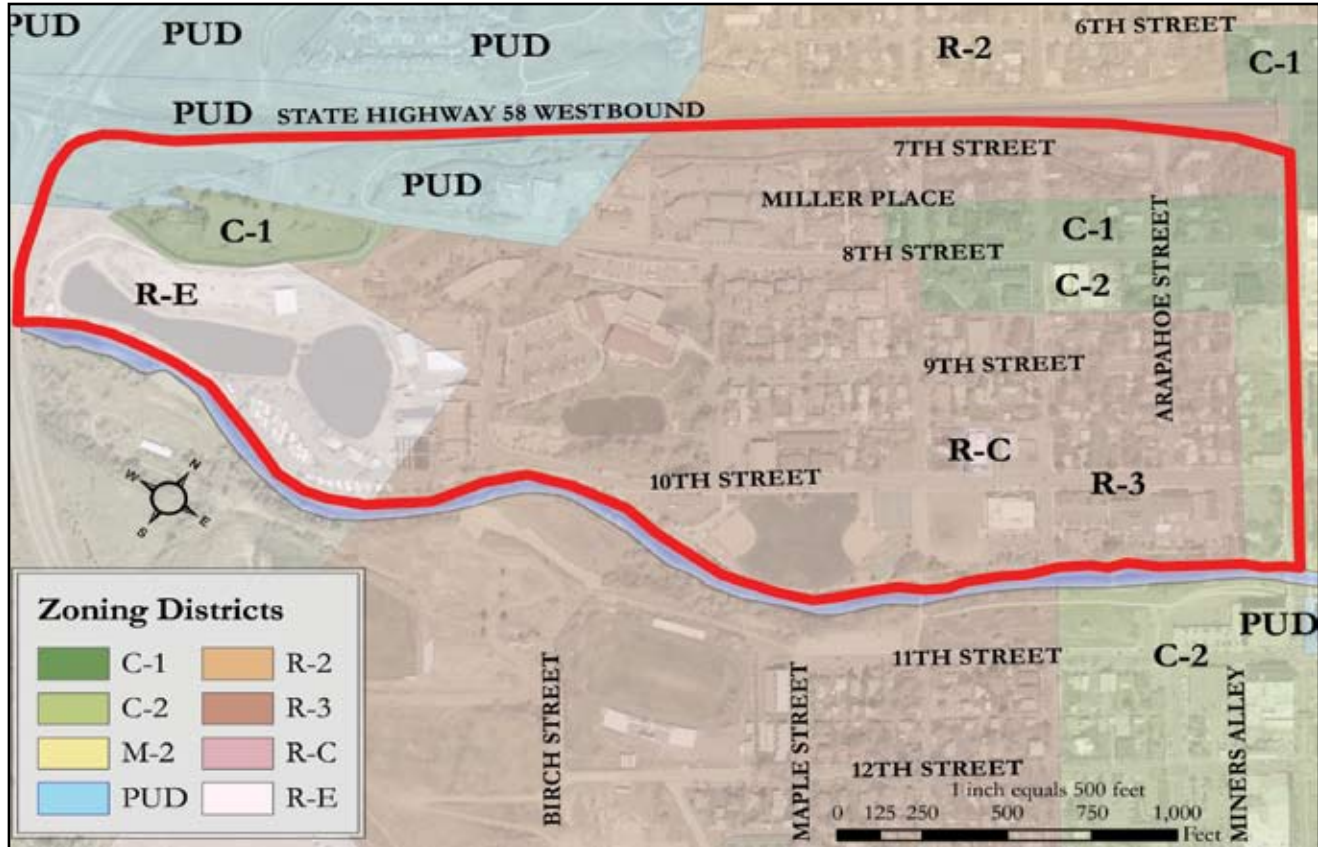 PUD
PUD
PUD
R-2
6TH STREET
C-1
PUD
STATE HIGHWAY 58 WESTBOUND
7TH STREET
PUD
MILLER PLACE
C-1
C-1
8TH STREET
C-2
ARAPAHOE STREET
R-E
9TH STREET
R-C
10TH STREET
R-3
N
W
S
E
PUD
11TH STREET
C-2
BIRCH STREET
MAPLE STREET
MINERS ALLEY
12TH STREET
1 inch equals 500 feet
0 125 250 500 750 1,000
Feet
Zoning Districts
C-1
R-2
C-2
R-3
M-2
R-C
PUD
R-E